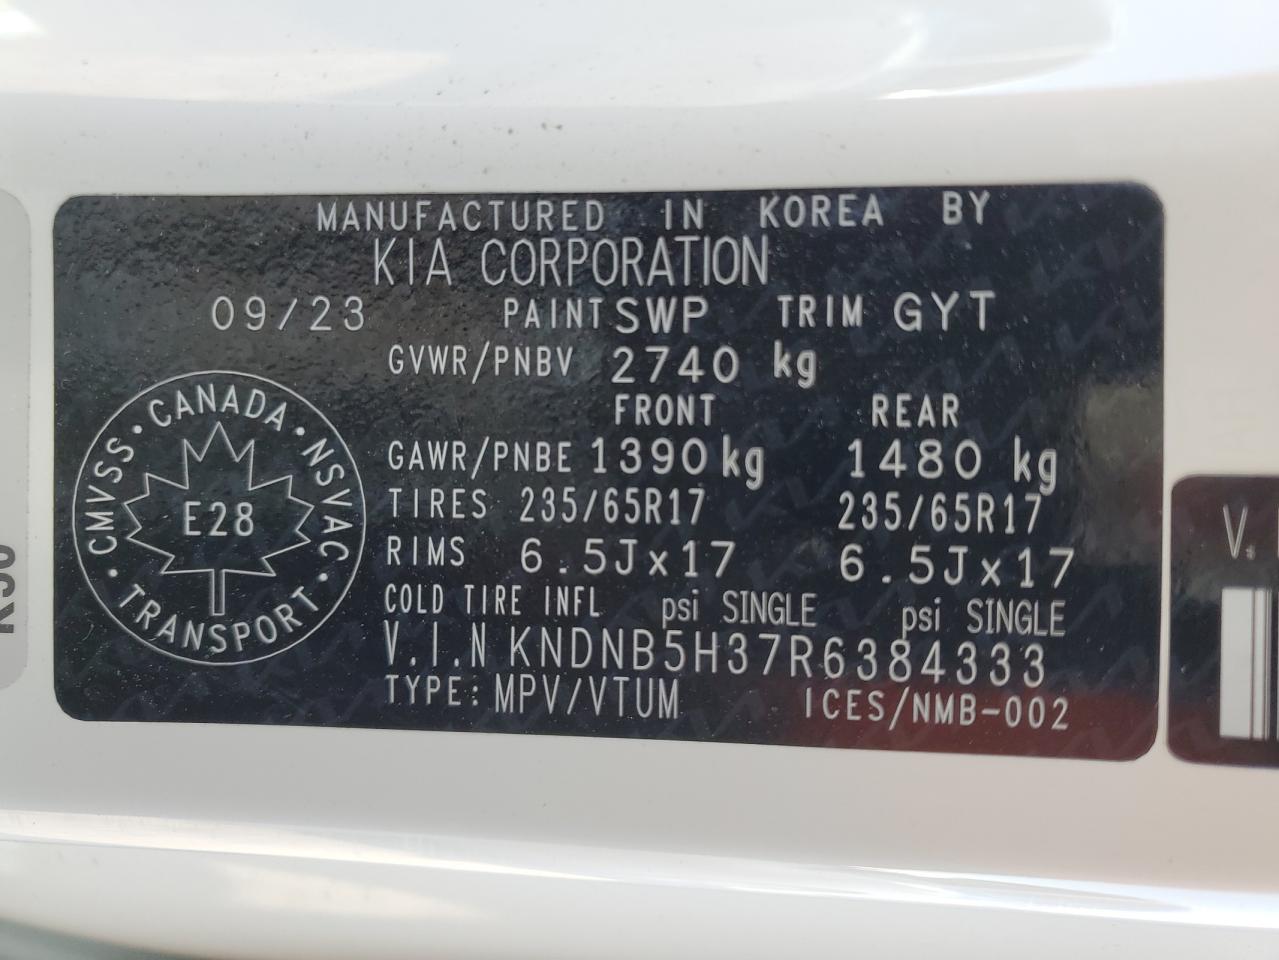 MANUFACTURED IN KOREA BY
KIA CORPORATION
09/23 PAINT SWP TRIM GYT
GVWR/PNBV 2740 kg
FRONT REAR
GAWR/PNBE 1390 kg 1480 kg
TIRES 235/65R17 235/65R17
RIMS 6.5J x 17 6.5J x 17
COLD TIRE INFL psi SINGLE psi SINGLE
V.I.N KNDNB5H37R6384333
TYPE: MPV/VTUM ICES/NMB-002
CMVSS · CANADA · NSVAC · TRANSPORT ·
E28
V.